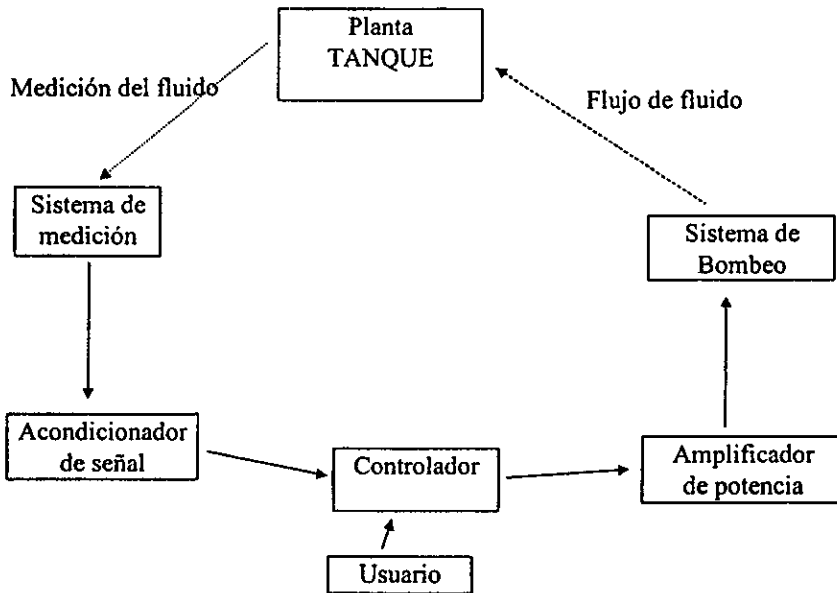 Planta
TANQUE
Medición del fluido
Flujo de fluido
Sistema de
medición
Sistema de
Bombeo
Acondicionador
de señal
Controlador
Amplificador
de potencia
Usuario